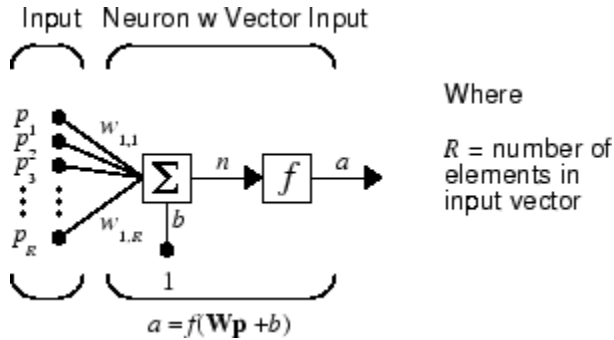 Input Neuron w Vector Input
p1
p2
p3
pR
w1,1
w1,R
Σ
n
f
a
b
1
a = f(Wp + b)
Where
R = number of
elements in
input vector